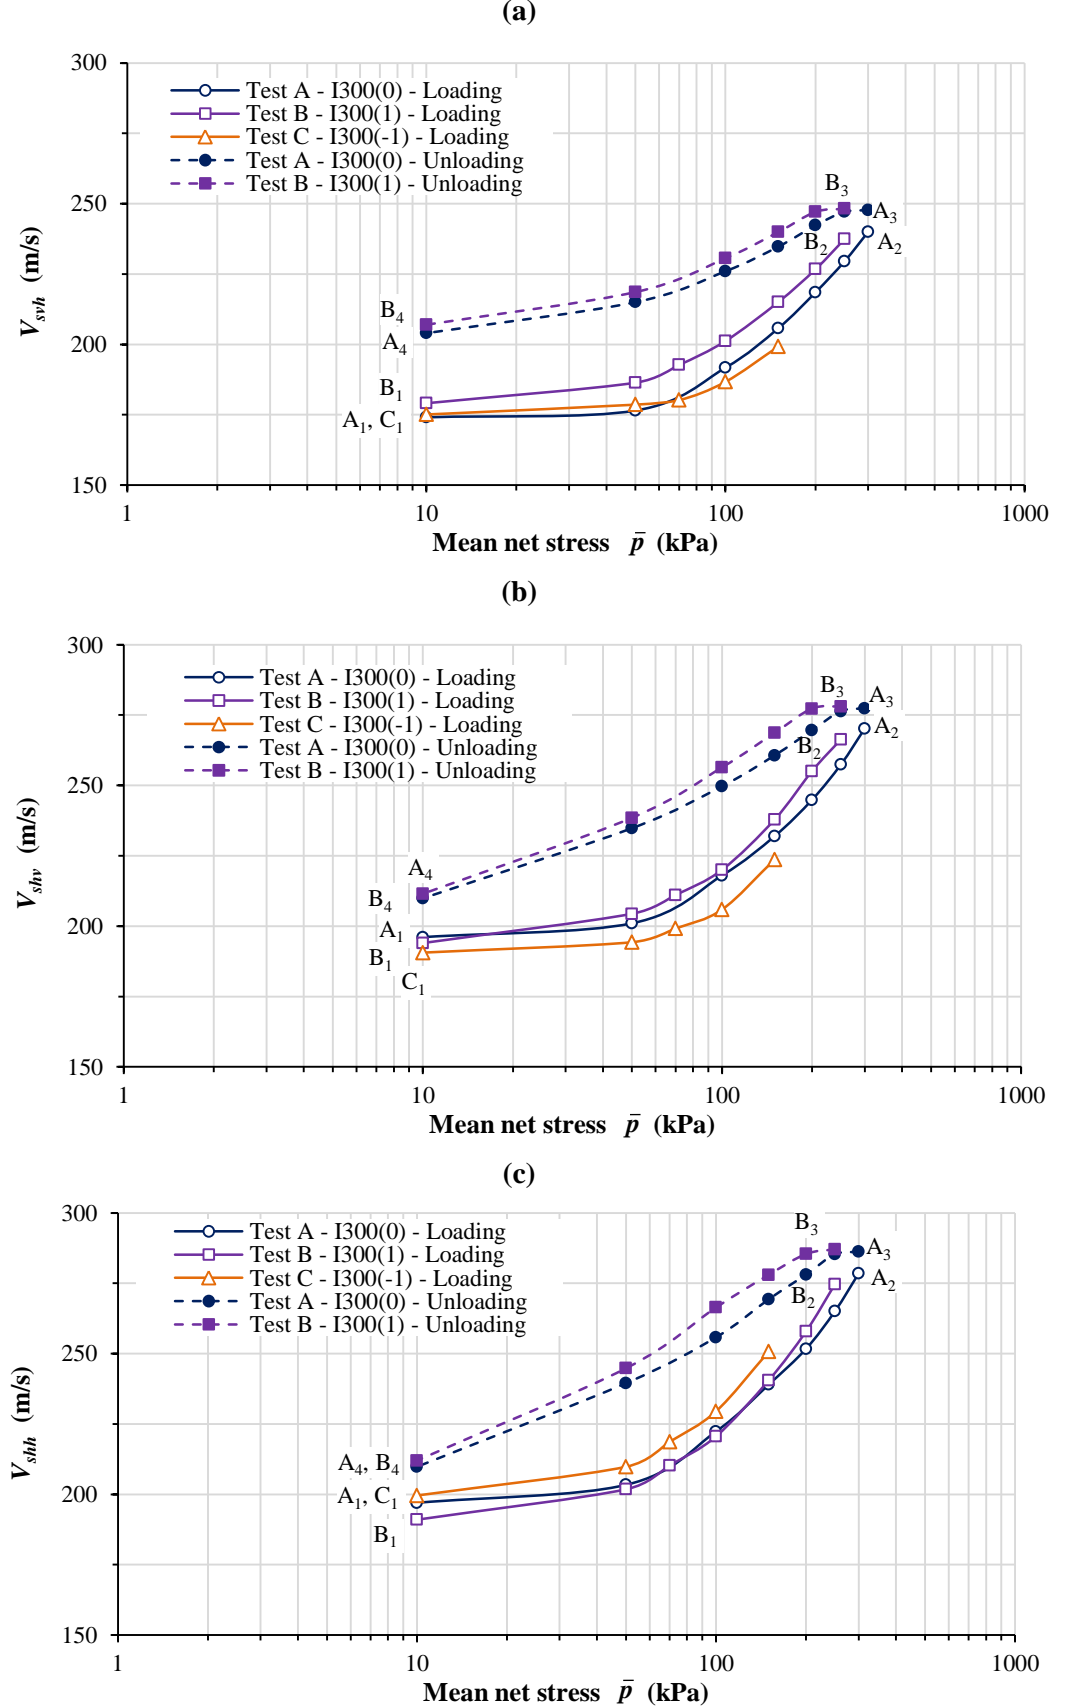 (a)
300
250
200
150
V_svh (m/s)
Test A - I300(0) - Loading
Test B - I300(1) - Loading
Test C - I300(-1) - Loading
Test A - I300(0) - Unloading
Test B - I300(1) - Unloading
B₃
A₃
B₂
A₂
B₄
A₄
B₁
A₁, C₁
1 10 100 1000
Mean net stress p̄ (kPa)
(b)
300
250
200
150
V_shv (m/s)
Test A - I300(0) - Loading
Test B - I300(1) - Loading
Test C - I300(-1) - Loading
Test A - I300(0) - Unloading
Test B - I300(1) - Unloading
B₃
A₃
A₂
B₂
A₄
B₄
A₁
B₁
C₁
1 10 100 1000
Mean net stress p̄ (kPa)
(c)
300
250
200
150
V_shh (m/s)
Test A - I300(0) - Loading
Test B - I300(1) - Loading
Test C - I300(-1) - Loading
Test A - I300(0) - Unloading
Test B - I300(1) - Unloading
B₃
A₃
A₂
B₂
A₄, B₄
A₁, C₁
B₁
1 10 100 1000
Mean net stress p̄ (kPa)